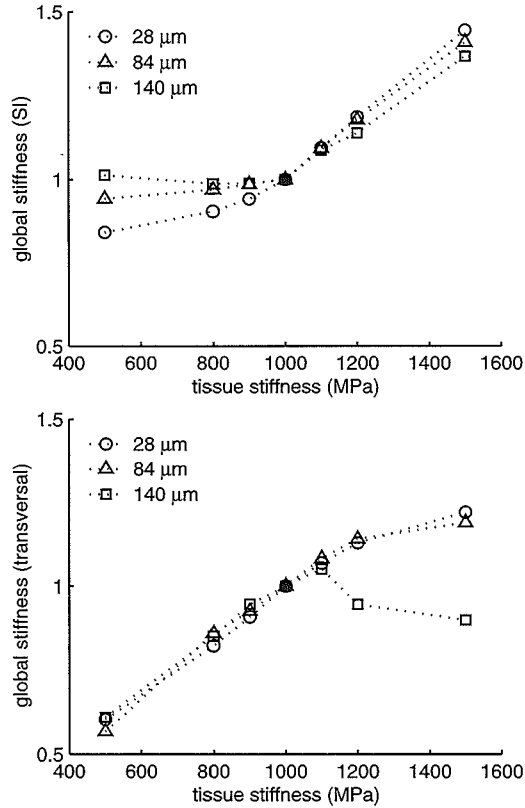 1.5
28 µm
84 µm
140 µm
1
0.5
global stiffness (SI)
400 600 800 1000 1200 1400 1600
tissue stiffness (MPa)
1.5
28 µm
84 µm
140 µm
1
0.5
global stiffness (transversal)
400 600 800 1000 1200 1400 1600
tissue stiffness (MPa)